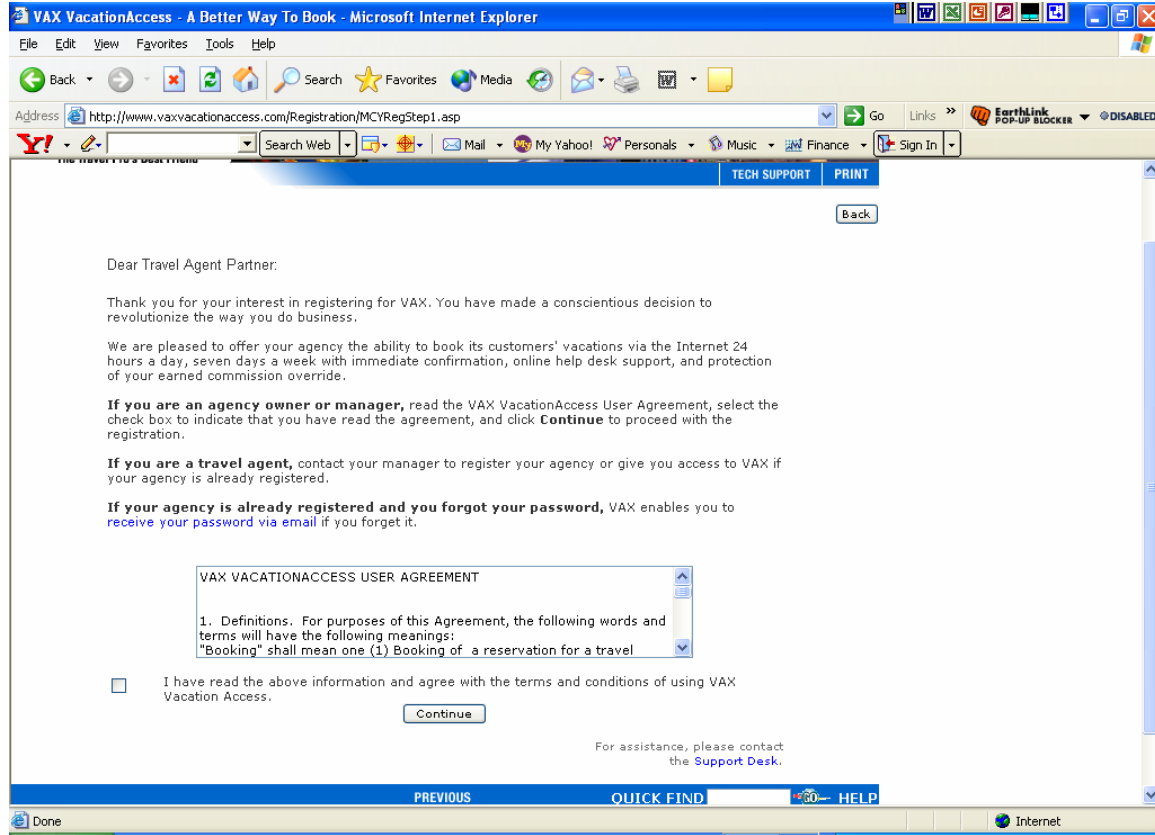 VAX VacationAccess - A Better Way To Book - Microsoft Internet Explorer
File Edit View Favorites Tools Help
Back Search Favorites Media
Address http://www.vaxvacationaccess.com/Registration/MCYRegStep1.asp Go Links » EarthLink POP-UP BLOCKER DISABLED
Y! Search Web Mail My Yahoo! Personals Music Finance Sign In
The Travel Pro's Best Friend
TECH SUPPORT PRINT
Back
Dear Travel Agent Partner:
Thank you for your interest in registering for VAX. You have made a conscientious decision to
revolutionize the way you do business.
We are pleased to offer your agency the ability to book its customers' vacations via the Internet 24
hours a day, seven days a week with immediate confirmation, online help desk support, and protection
of your earned commission override.
If you are an agency owner or manager, read the VAX VacationAccess User Agreement, select the
check box to indicate that you have read the agreement, and click Continue to proceed with the
registration.
If you are a travel agent, contact your manager to register your agency or give you access to VAX if
your agency is already registered.
If your agency is already registered and you forgot your password, VAX enables you to
receive your password via email if you forget it.
VAX VACATIONACCESS USER AGREEMENT
1. Definitions. For purposes of this Agreement, the following words and
terms will have the following meanings:
"Booking" shall mean one (1) Booking of a reservation for a travel
I have read the above information and agree with the terms and conditions of using VAX
Vacation Access.
Continue
For assistance, please contact
the Support Desk.
PREVIOUS QUICK FIND GO HELP
Done Internet